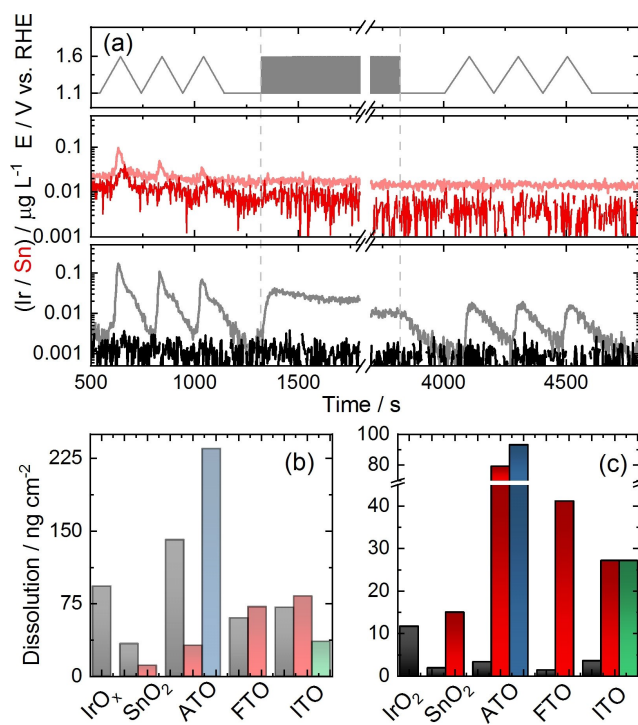 (a)
1.6
1.1
E / V vs. RHE
0.1
0.01
0.001
(Ir / Sn) / μg L⁻¹
0.1
0.01
0.001
500 1000 1500 4000 4500
Time / s
(b)
225
150
75
0
Dissolution / ng cm⁻²
IrOₓ SnO₂ ATO FTO ITO
(c)
100
80
40
30
20
10
0
IrO₂ SnO₂ ATO FTO ITO